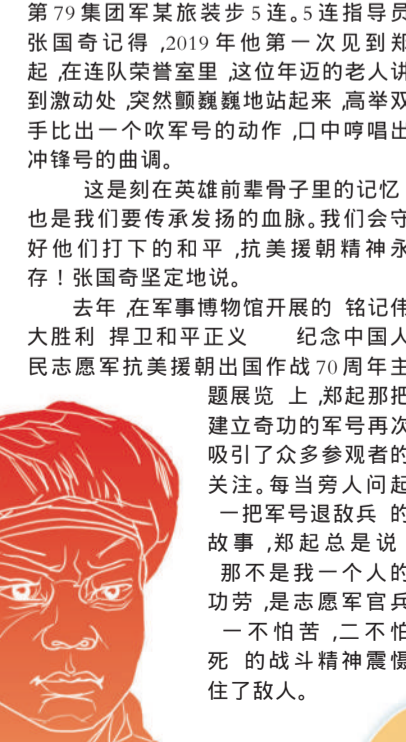 第79集团军某旅装步5连。5连指导员
张国奇记得,2019年他第一次见到郑
起,在连队荣誉室里,这位年迈的老人讲
到激动处,突然颤巍巍地站起来,高举双
手比出一个吹军号的动作,口中哼唱出
冲锋号的曲调。
这是刻在英雄前辈骨子里的记忆
也是我们要传承发扬的血脉。我们会守
好他们打下的和平,抗美援朝精神永
存!张国奇坚定地说。
去年,在军事博物馆开展的 铭记伟
大胜利 捍卫和平正义 纪念中国人
民志愿军抗美援朝出国作战70周年主
题展览 上,郑起那把
建立奇功的军号再次
吸引了众多参观者的
关注。每当旁人问起
一把军号退敌兵 的
故事,郑起总是说
那不是我一个人的
功劳,是志愿军官兵
一不怕苦,二不怕
死 的战斗精神震慑
住了敌人。